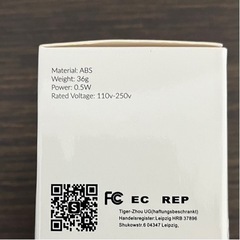 Material: ABS
Weight: 36g
Power: 0.5W
Rated Voltage: 110v-250v
S
FC EC REP
Tiger-Zhou UG(haftungsbeschrankt)
Handelsregister:Leipzig HRB 37896
Shukowstr.6 04347 Leipzig,